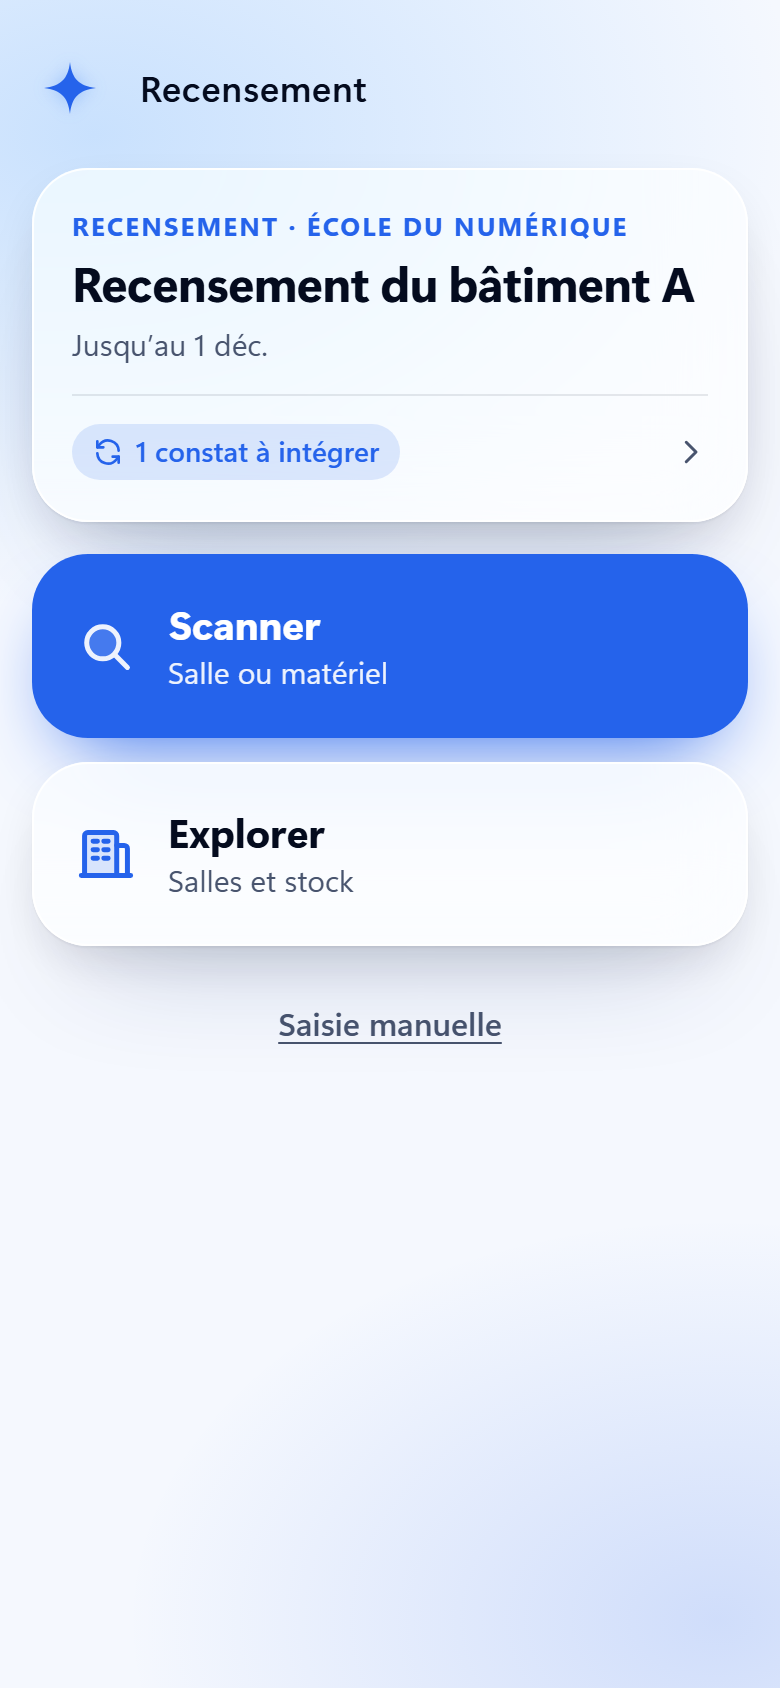 Recensement
RECENSEMENT · ÉCOLE DU NUMÉRIQUE
Recensement du bâtiment A
Jusqu’au 1 déc.
1 constat à intégrer
Scanner
Salle ou matériel
Explorer
Salles et stock
Saisie manuelle